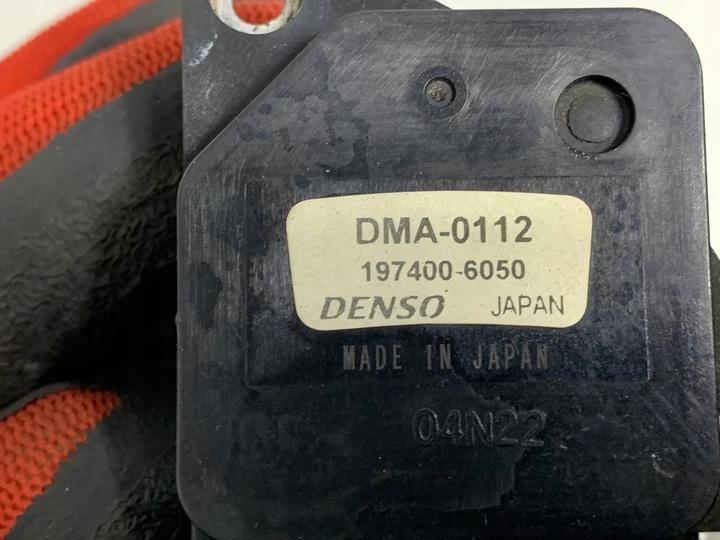 DMA-0112
197400-6050
DENSO JAPAN
MADE IN JAPAN
04N22